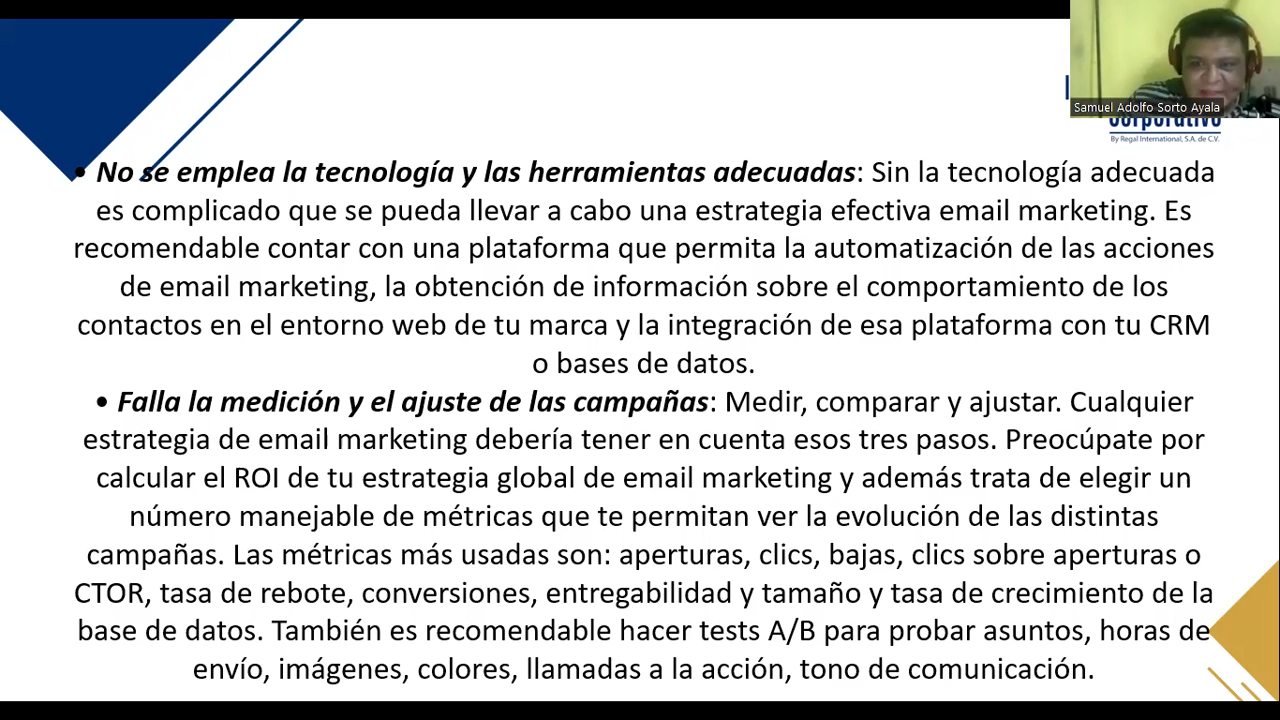 Samuel Adolfo Sorto Ayala
Corporativo
By Regal International, S.A. de C.V.
• No se emplea la tecnología y las herramientas adecuadas: Sin la tecnología adecuada
es complicado que se pueda llevar a cabo una estrategia efectiva email marketing. Es
recomendable contar con una plataforma que permita la automatización de las acciones
de email marketing, la obtención de información sobre el comportamiento de los
contactos en el entorno web de tu marca y la integración de esa plataforma con tu CRM
o bases de datos.
• Falla la medición y el ajuste de las campañas: Medir, comparar y ajustar. Cualquier
estrategia de email marketing debería tener en cuenta esos tres pasos. Preocúpate por
calcular el ROI de tu estrategia global de email marketing y además trata de elegir un
número manejable de métricas que te permitan ver la evolución de las distintas
campañas. Las métricas más usadas son: aperturas, clics, bajas, clics sobre aperturas o
CTOR, tasa de rebote, conversiones, entregabilidad y tamaño y tasa de crecimiento de la
base de datos. También es recomendable hacer tests A/B para probar asuntos, horas de
envío, imágenes, colores, llamadas a la acción, tono de comunicación.